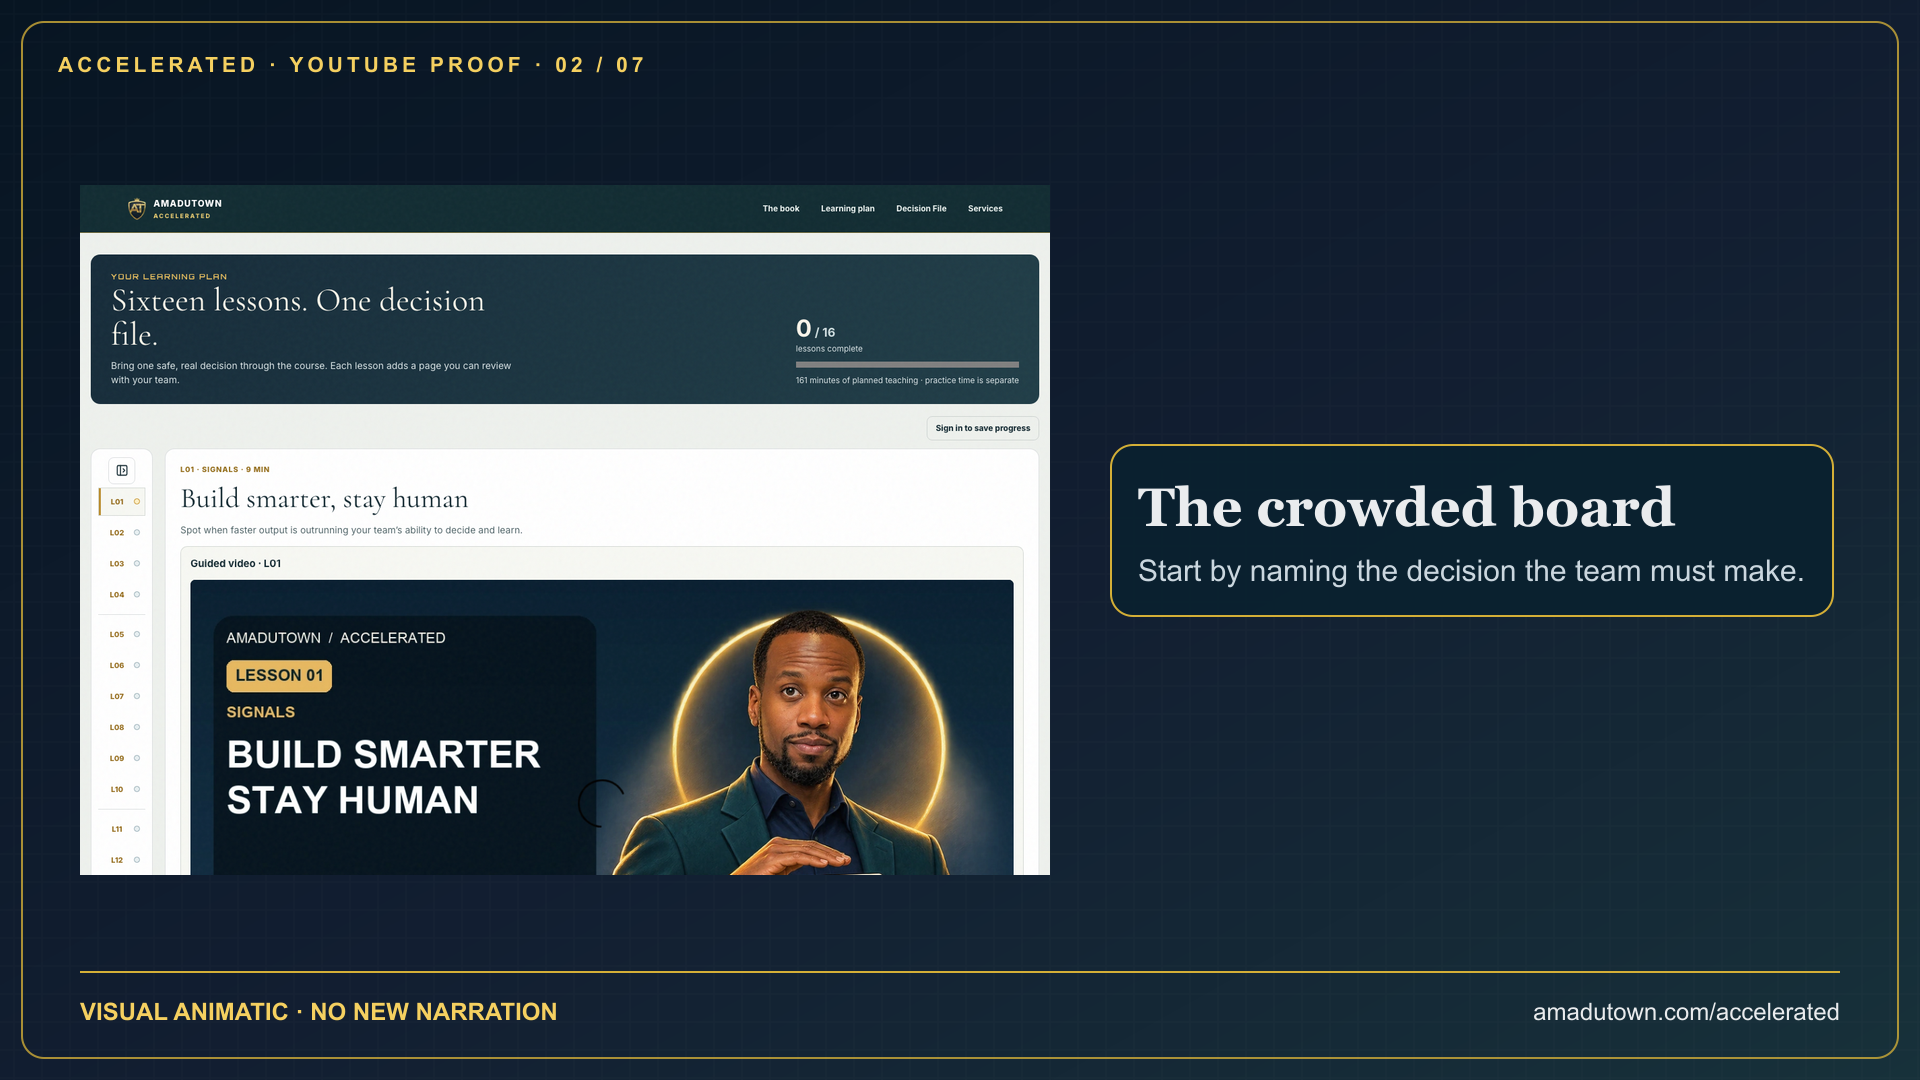 ACCELERATED · YOUTUBE PROOF · 02 / 07
AMADUTOWN
ACCELERATED
The book
Learning plan
Decision File
Services
YOUR LEARNING PLAN
Sixteen lessons. One decision
file.
Bring one safe, real decision through the course. Each lesson adds a page you can review
with your team.
0 / 16
lessons complete
161 minutes of planned teaching · practice time is separate
Sign in to save progress
L01
L02
L03
L04
L05
L06
L07
L08
L09
L10
L11
L12
L01 · SIGNALS · 9 MIN
Build smarter, stay human
Spot when faster output is outrunning your team's ability to decide and learn.
Guided video · L01
AMADUTOWN / ACCELERATED
LESSON 01
SIGNALS
BUILD SMARTER
STAY HUMAN
The crowded board
Start by naming the decision the team must make.
VISUAL ANIMATIC · NO NEW NARRATION
amadutown.com/accelerated